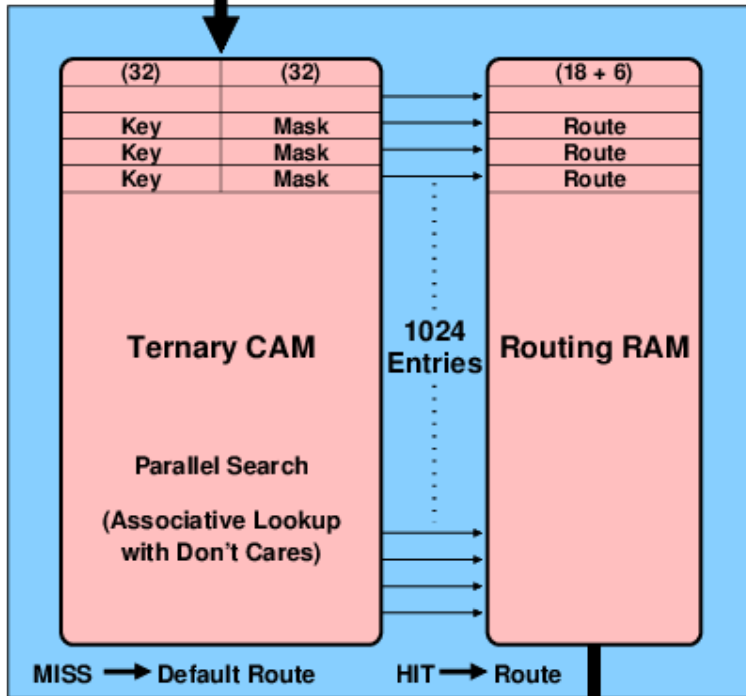 (32) (32) (18 + 6)
Key Mask Route
Key Mask Route
Key Mask Route
Ternary CAM
1024
Entries
Routing RAM
Parallel Search
(Associative Lookup
with Don't Cares)
MISS Default Route HIT Route